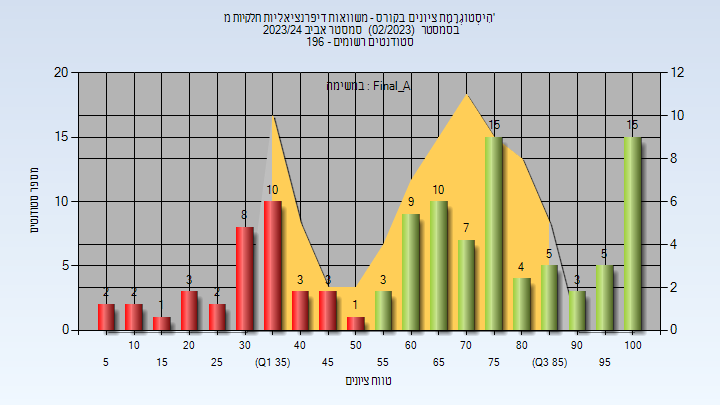 היסטוגרמת ציונים בקורס - משוואות דיפרנציאליות חלקיות מ'
בסמסטר (02/2023) סמסטר אביב 2023/24
סטודנטים רשומים - 196
במשימה : Final_A
מספר סטודנטים
20
15
10
5
0
12
10
8
6
4
2
0
2 2 1 3 2 8 10 3 3 1 3 9 10 7 15 4 5 3 5 15
10 20 30 40 50 60 70 80 90 100
5 15 25 (Q1 35) 45 55 65 75 (Q3 85) 95
טווח ציונים